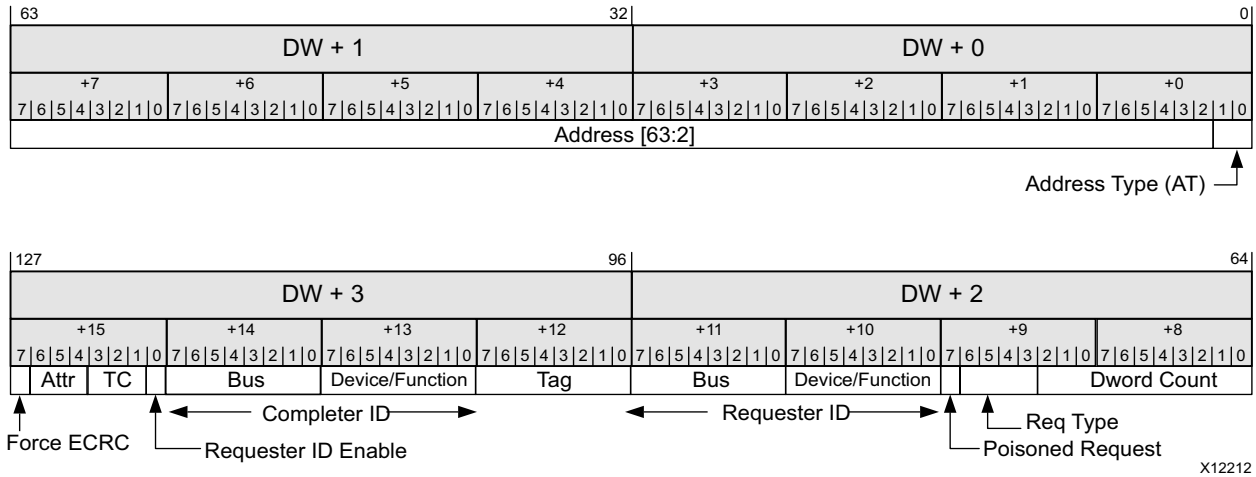 63 32 0
DW + 1 DW + 0
+7 +6 +5 +4 +3 +2 +1 +0
7 6 5 4 3 2 1 0 7 6 5 4 3 2 1 0 7 6 5 4 3 2 1 0 7 6 5 4 3 2 1 0 7 6 5 4 3 2 1 0 7 6 5 4 3 2 1 0 7 6 5 4 3 2 1 0 7 6 5 4 3 2 1 0
Address [63:2]
Address Type (AT)
127 96 64
DW + 3 DW + 2
+15 +14 +13 +12 +11 +10 +9 +8
7 6 5 4 3 2 1 0 7 6 5 4 3 2 1 0 7 6 5 4 3 2 1 0 7 6 5 4 3 2 1 0 7 6 5 4 3 2 1 0 7 6 5 4 3 2 1 0 7 6 5 4 3 2 1 0 7 6 5 4 3 2 1 0
Attr TC Bus Device/Function Tag Bus Device/Function Dword Count
Completer ID Requester ID Req Type
Force ECRC Requester ID Enable Poisoned Request
X12212